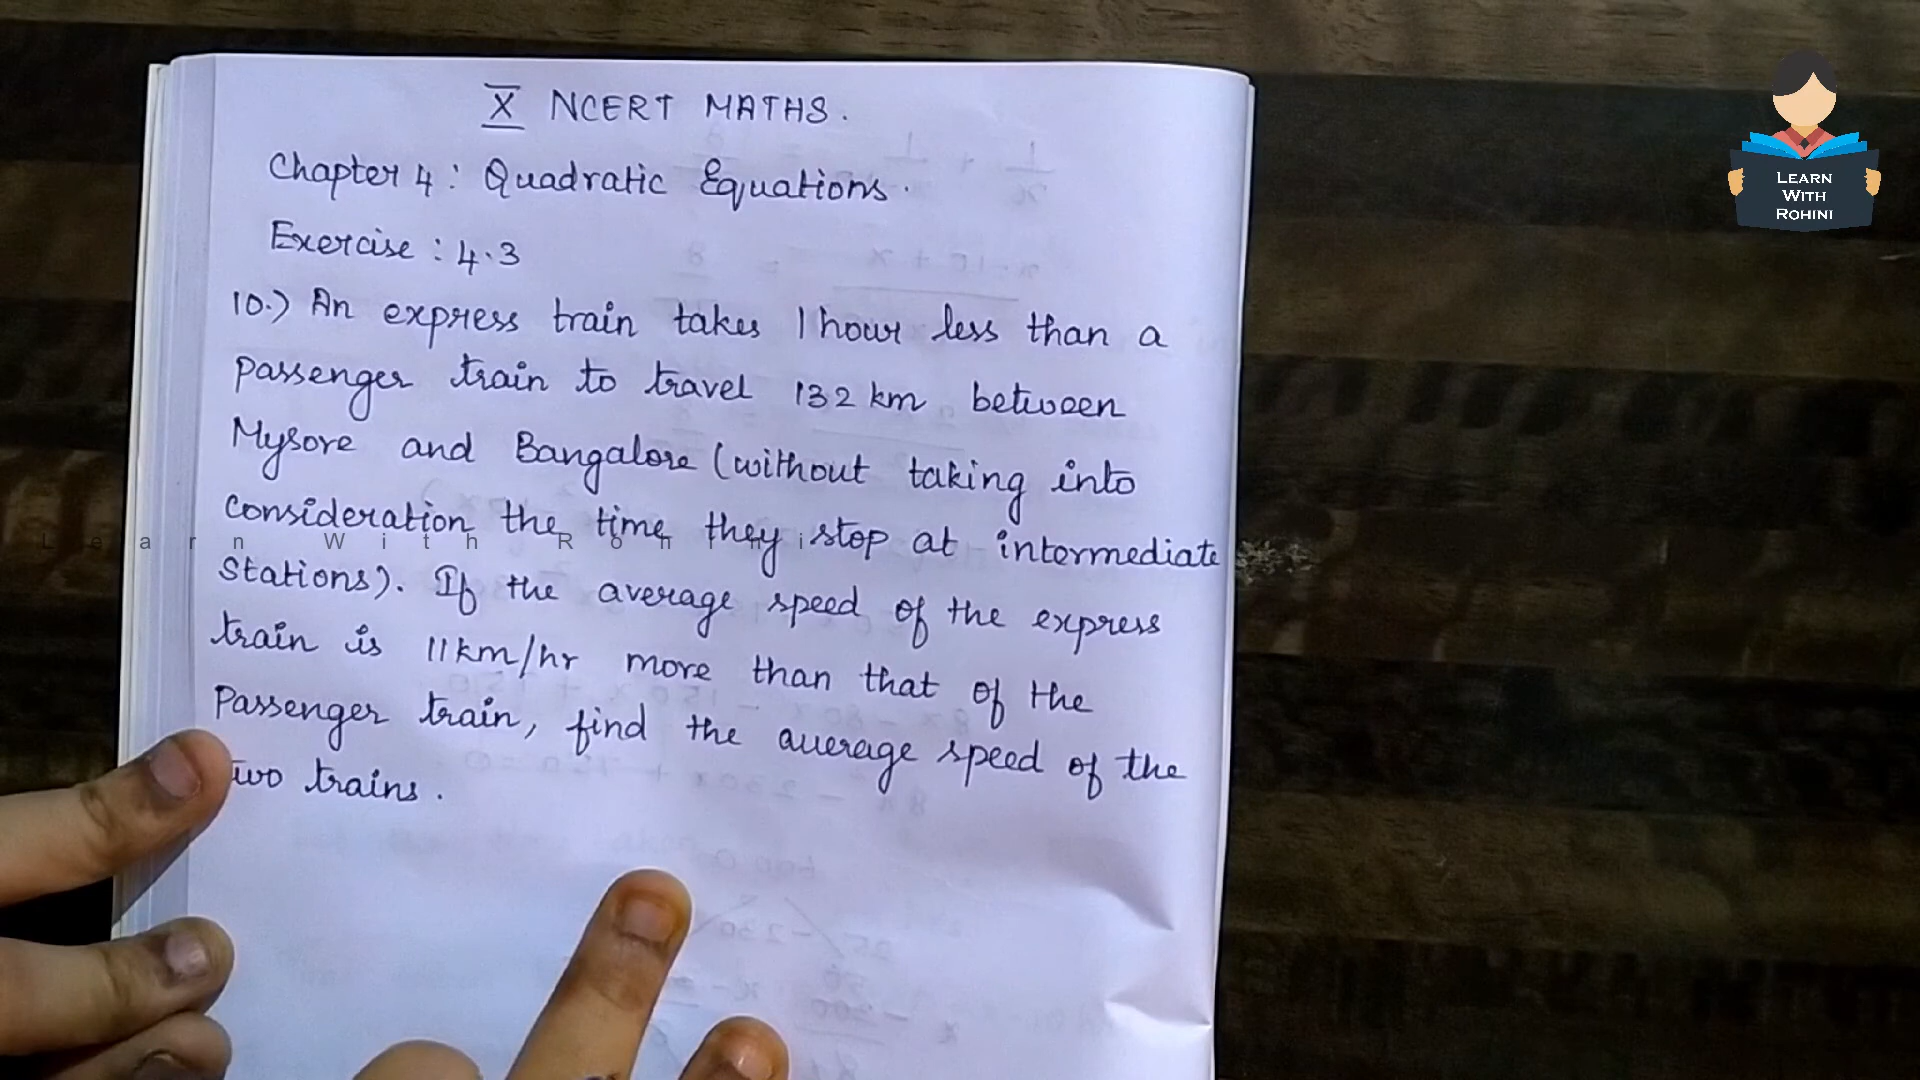 X NCERT MATHS.
Chapter 4: Quadratic Equations.
Exercise : 4.3
10.) An express train takes 1 hour less than a
passenger train to travel 132 km between
Mysore and Bangalore (without taking into
consideration the time they stop at intermediate
stations). If the average speed of the express
train is 11km/hr more than that of the
Passenger train, find the average speed of the
two trains.
Learn With Rohini
LEARN
WITH
ROHINI